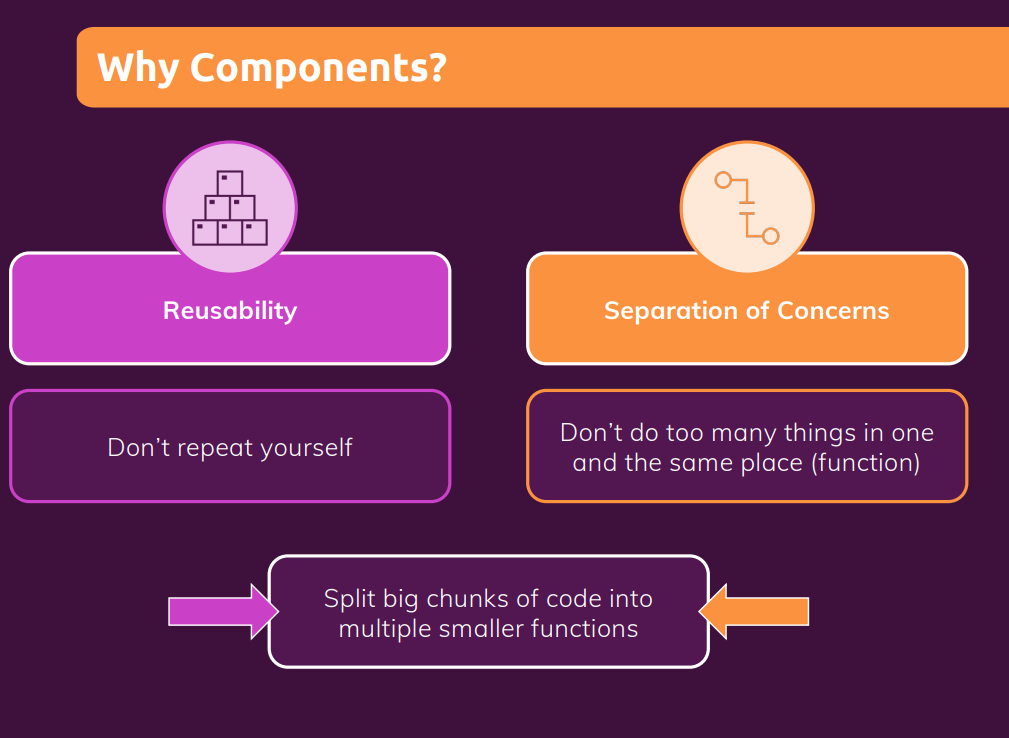 Why Components?
Reusability
Separation of Concerns
Don’t repeat yourself
Don’t do too many things in one
and the same place (function)
Split big chunks of code into
multiple smaller functions